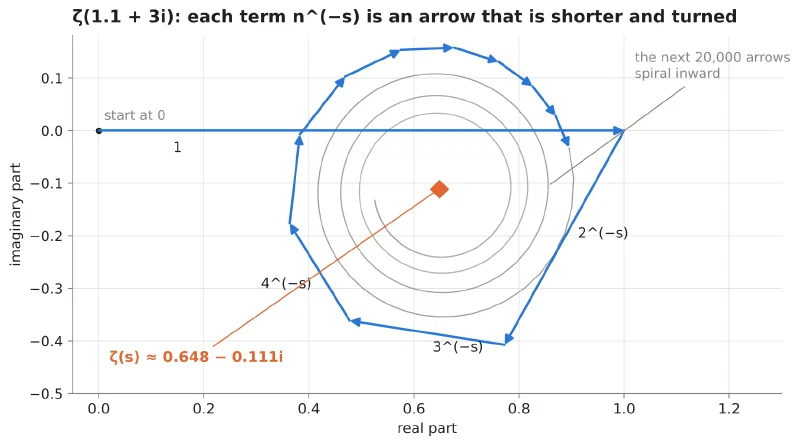 ζ(1.1 + 3i): each term n^(−s) is an arrow that is shorter and turned
the next 20,000 arrows
spiral inward
start at 0
1
2^(−s)
4^(−s)
3^(−s)
ζ(s) ≈ 0.648 − 0.111i
imaginary part
0.1
0.0
−0.1
−0.2
−0.3
−0.4
−0.5
0.0
0.2
0.4
0.6
0.8
1.0
1.2
real part